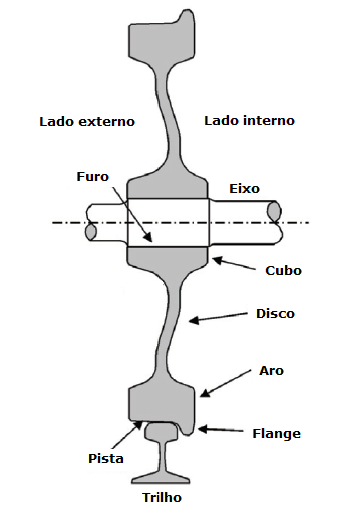 Lado externo
Lado interno
Furo
Eixo
Cubo
Disco
Aro
Flange
Pista
Trilho